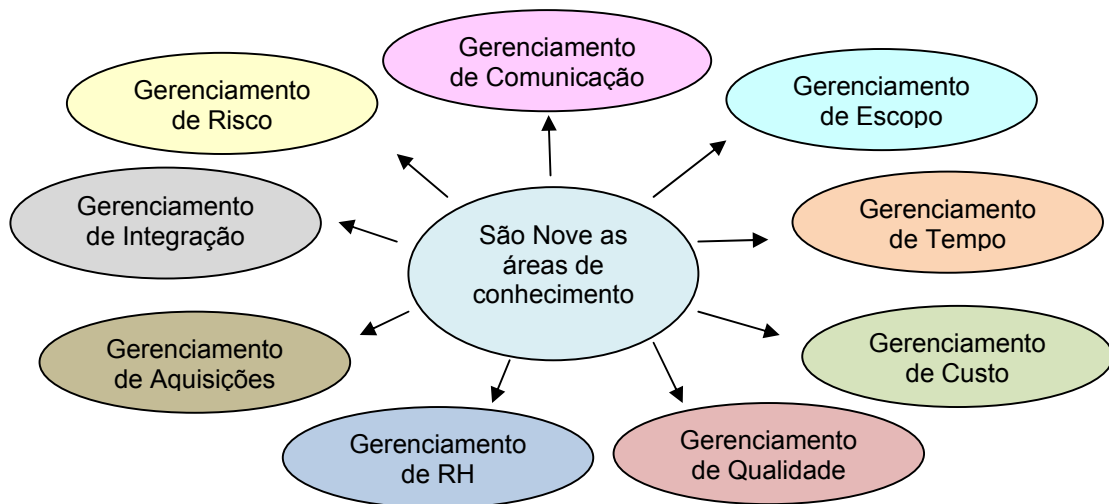 Gerenciamento
de Comunicação
Gerenciamento
de Risco
Gerenciamento
de Escopo
Gerenciamento
de Integração
São Nove as
áreas de
conhecimento
Gerenciamento
de Tempo
Gerenciamento
de Aquisições
Gerenciamento
de Custo
Gerenciamento
de RH
Gerenciamento
de Qualidade